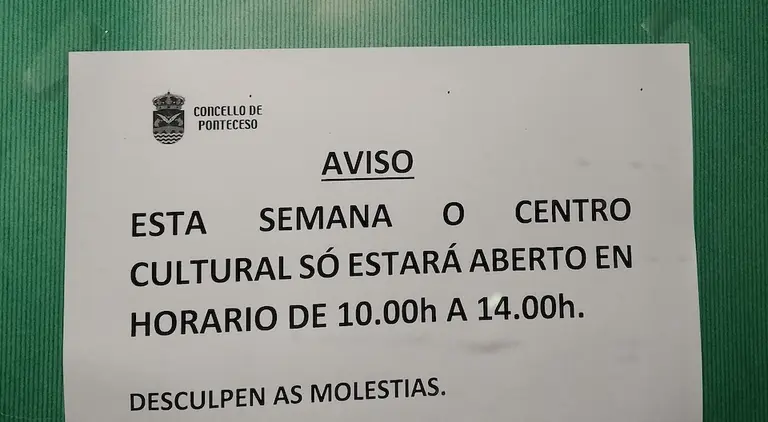 CONCELLO DE
PONTECESO
AVISO
ESTA SEMANA O CENTRO
CULTURAL SÓ ESTARÁ ABERTO EN
HORARIO DE 10.00h A 14.00h.
DESCULPEN AS MOLESTIAS.